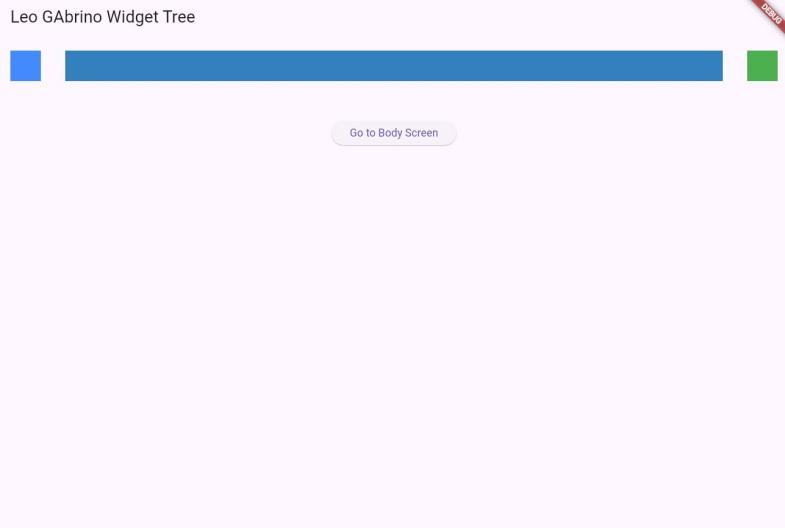 Leo GAbrino Widget Tree
DEBUG
Go to Body Screen